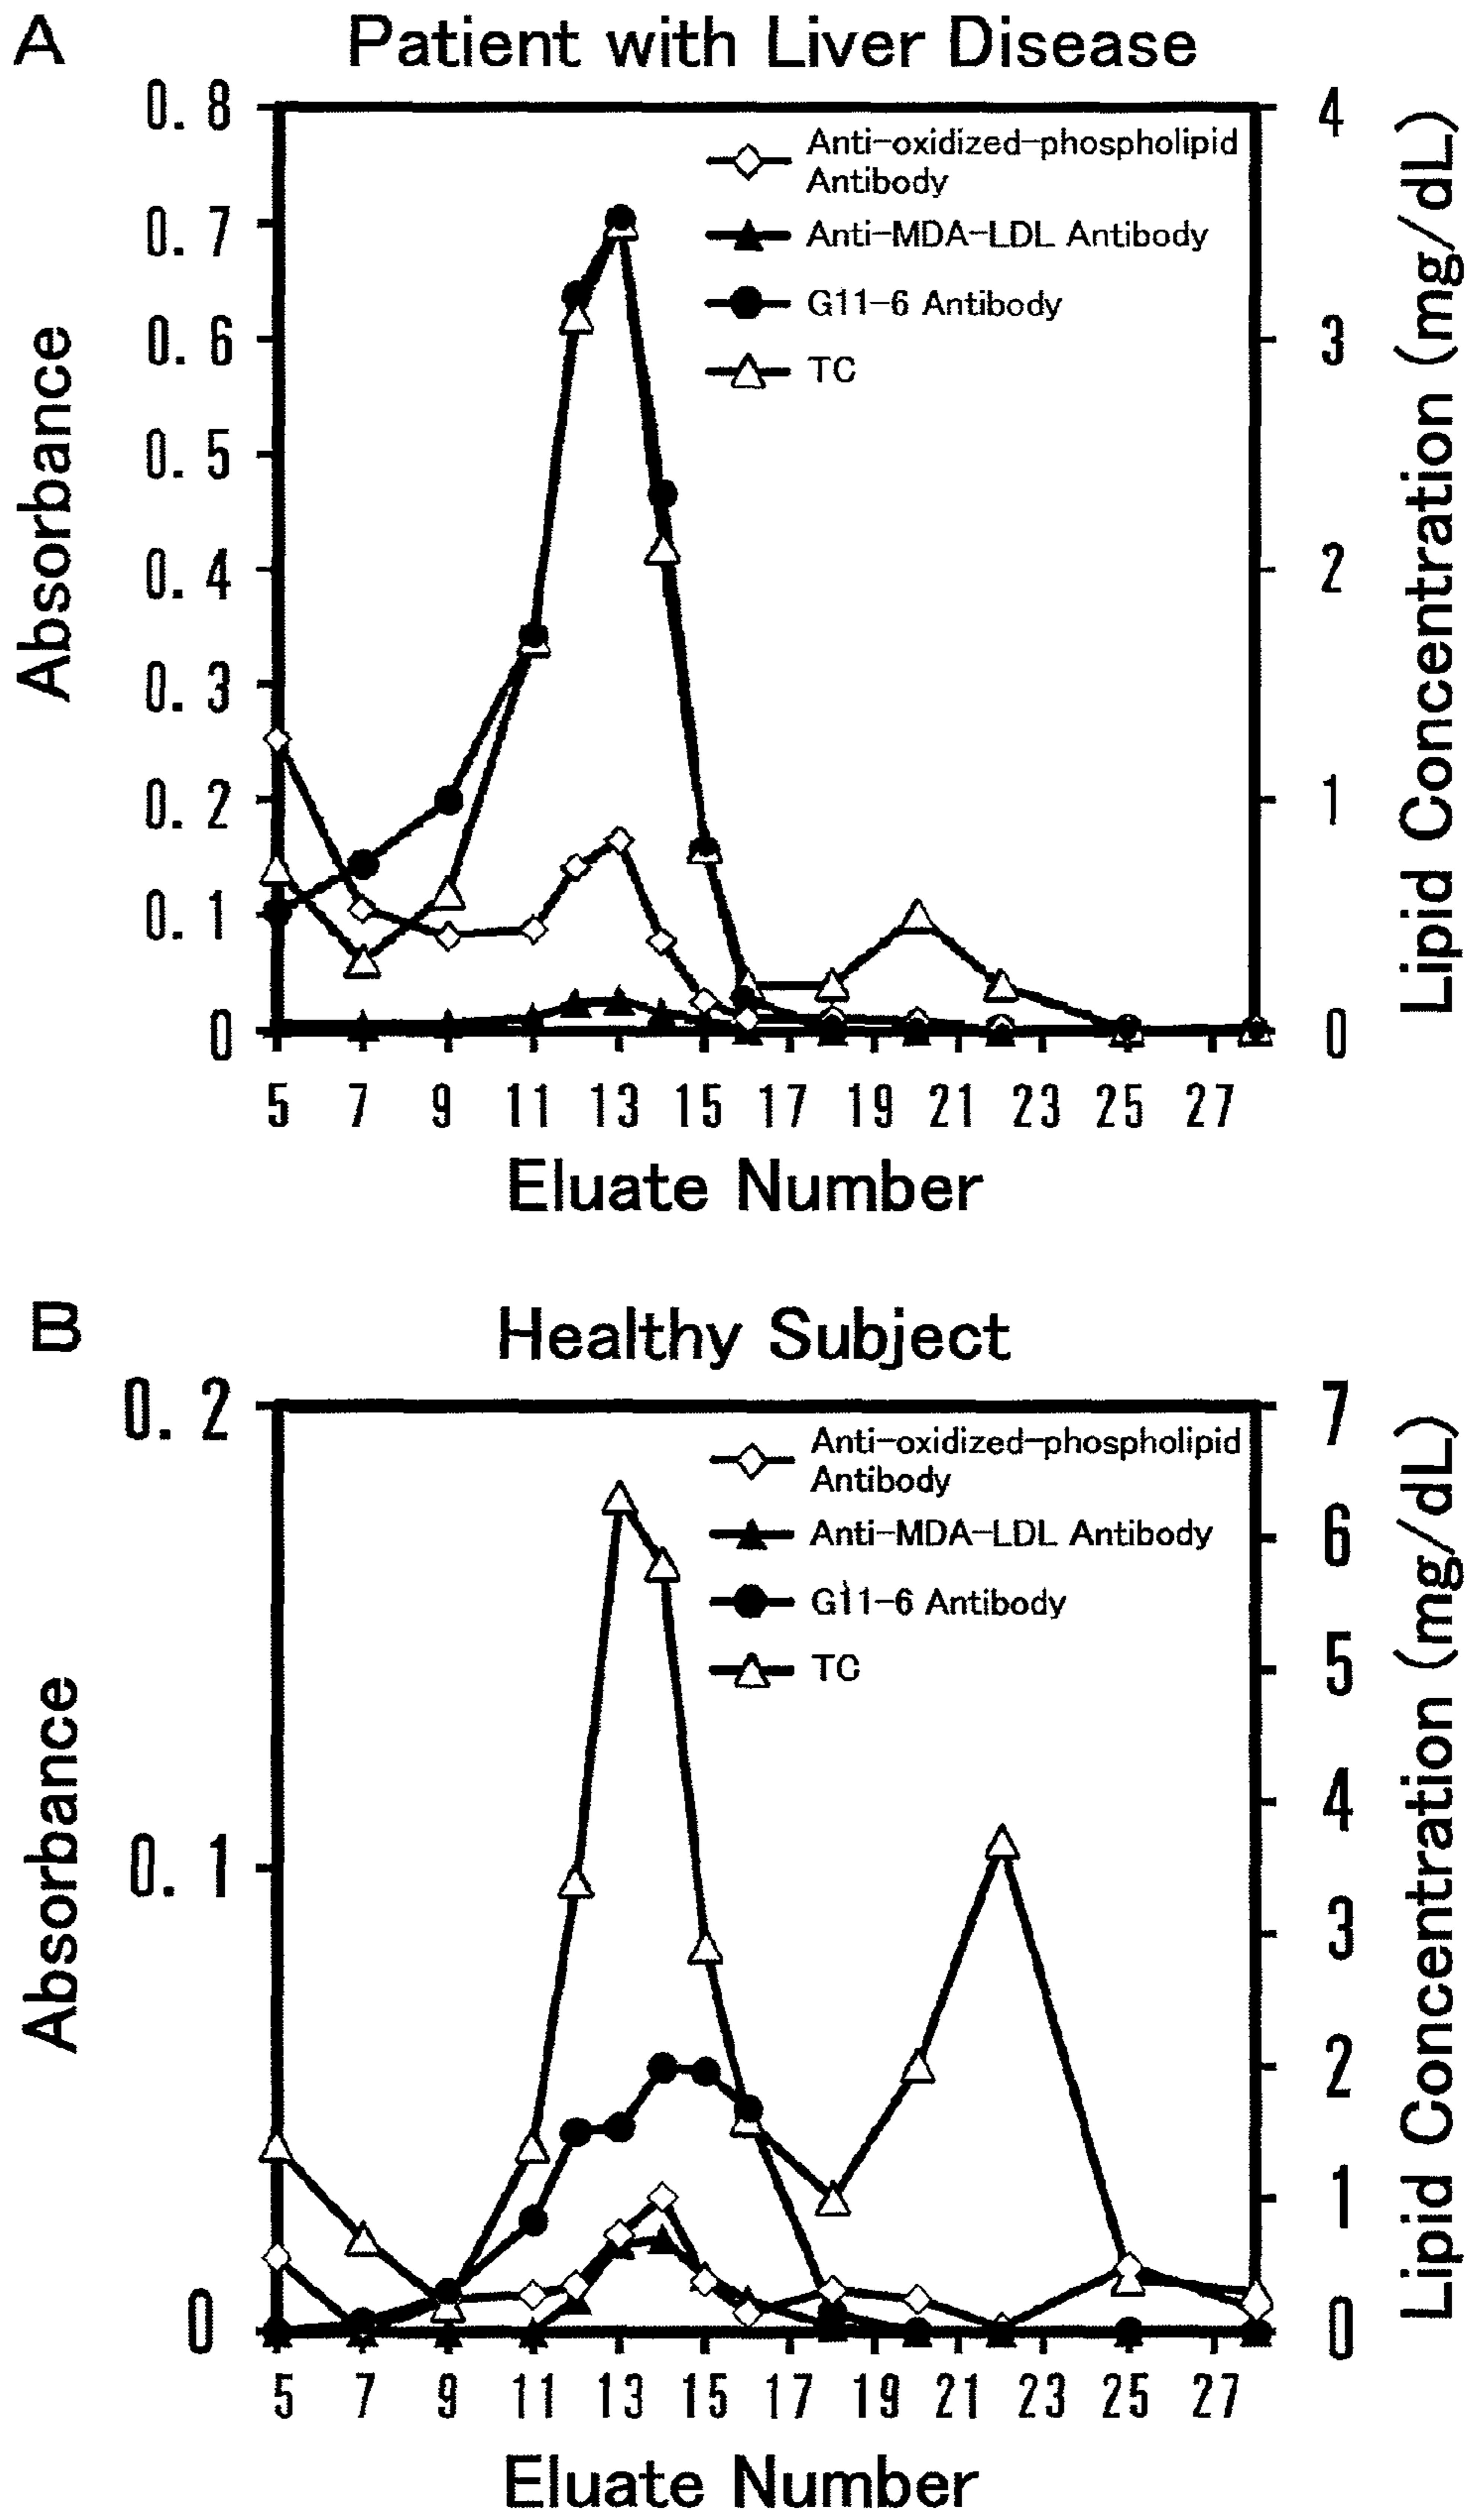 A
Patient with Liver Disease
0.8
0.7
0.6
0.5
0.4
0.3
0.2
0.1
0
Absorbance
4
3
2
1
0
Lipid Concentration (mg/dL)
Anti-oxidized-phospholipid
Antibody
Anti-MDA-LDL Antibody
G11-6 Antibody
TC
5 7 9 11 13 15 17 19 21 23 25 27
Eluate Number
B
Healthy Subject
0.2
0.1
0
Absorbance
7
6
5
4
3
2
1
0
Lipid Concentration (mg/dL)
Anti-oxidized-phospholipid
Antibody
Anti-MDA-LDL Antibody
G11-6 Antibody
TC
5 7 9 11 13 15 17 19 21 23 25 27
Eluate Number